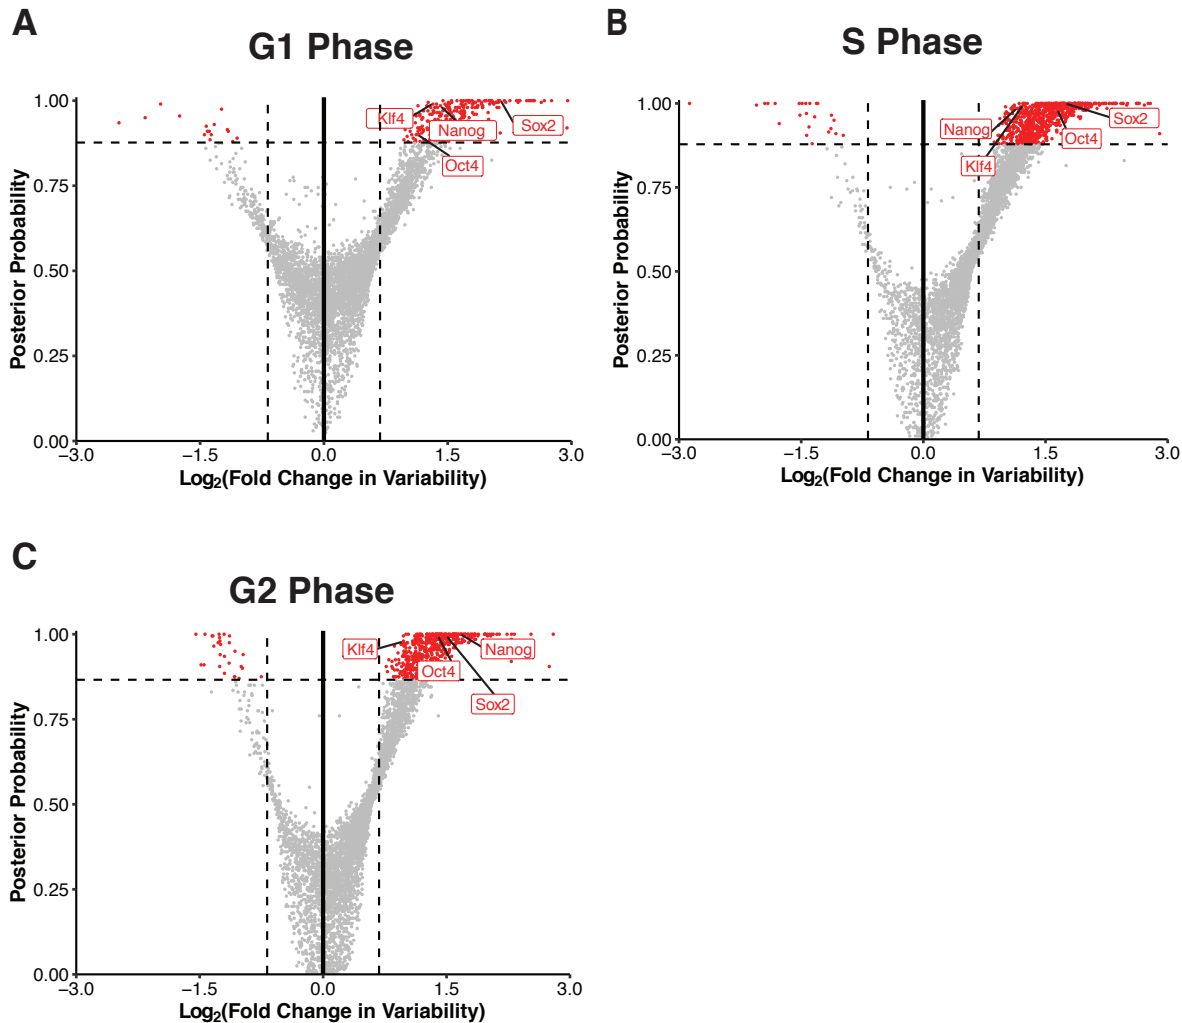 A
G1 Phase
1.00
0.75
0.50
0.25
0.00
Posterior Probability
Klf4
Nanog
Sox2
Oct4
−3.0
−1.5
0.0
1.5
3.0
Log2(Fold Change in Variability)
B
S Phase
1.00
0.75
0.50
0.25
0.00
Posterior Probability
Nanog
Sox2
Oct4
Klf4
−3.0
−1.5
0.0
1.5
3.0
Log2(Fold Change in Variability)
C
G2 Phase
1.00
0.75
0.50
0.25
0.00
Posterior Probability
Klf4
Nanog
Oct4
Sox2
−3.0
−1.5
0.0
1.5
3.0
Log2(Fold Change in Variability)